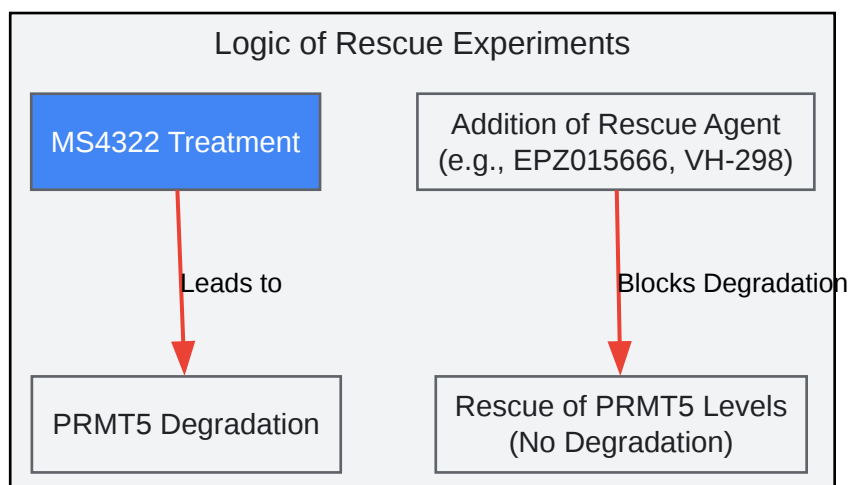 Logic of Rescue Experiments
MS4322 Treatment
Addition of Rescue Agent
(e.g., EPZ015666, VH-298)
Leads to
Blocks Degradation
PRMT5 Degradation
Rescue of PRMT5 Levels
(No Degradation)